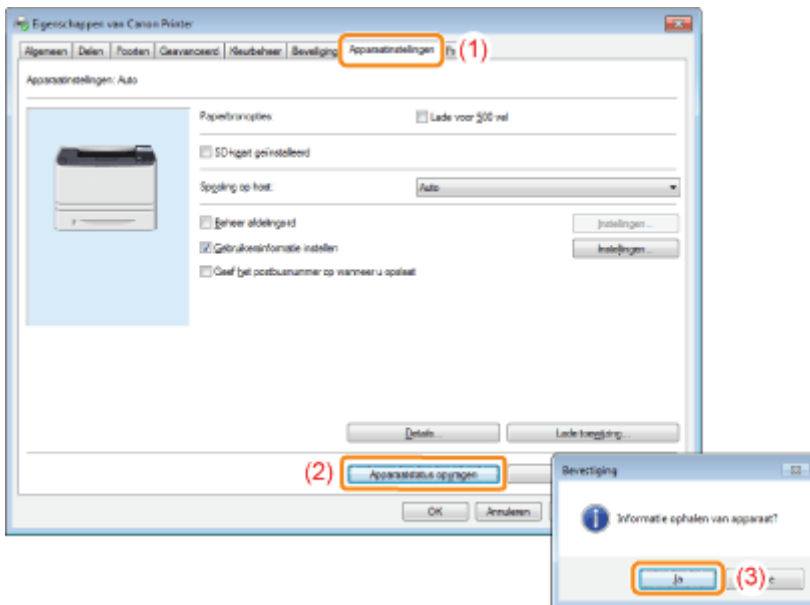 Eigenschappen van Canon Printer
Algemeen Delen Poorten Geavanceerd Kleurbeheer Beveiliging Apparaatinstellingen (1)
Apparaatinstellingen: Auto
Papierbronopties: Lade voor 500 vel
SD-kaart geïnstalleerd
Spooling op host: Auto
Beheer afdelings-id Instellingen...
Gebruikersinformatie instellen Instellingen...
Geef het postbusnummer op wanneer u opslaat
Details... Lade toewijzing...
(2) Apparaatstatus opvragen
OK Annuleren
Bevestiging
Informatie ophalen van apparaat?
Ja (3)